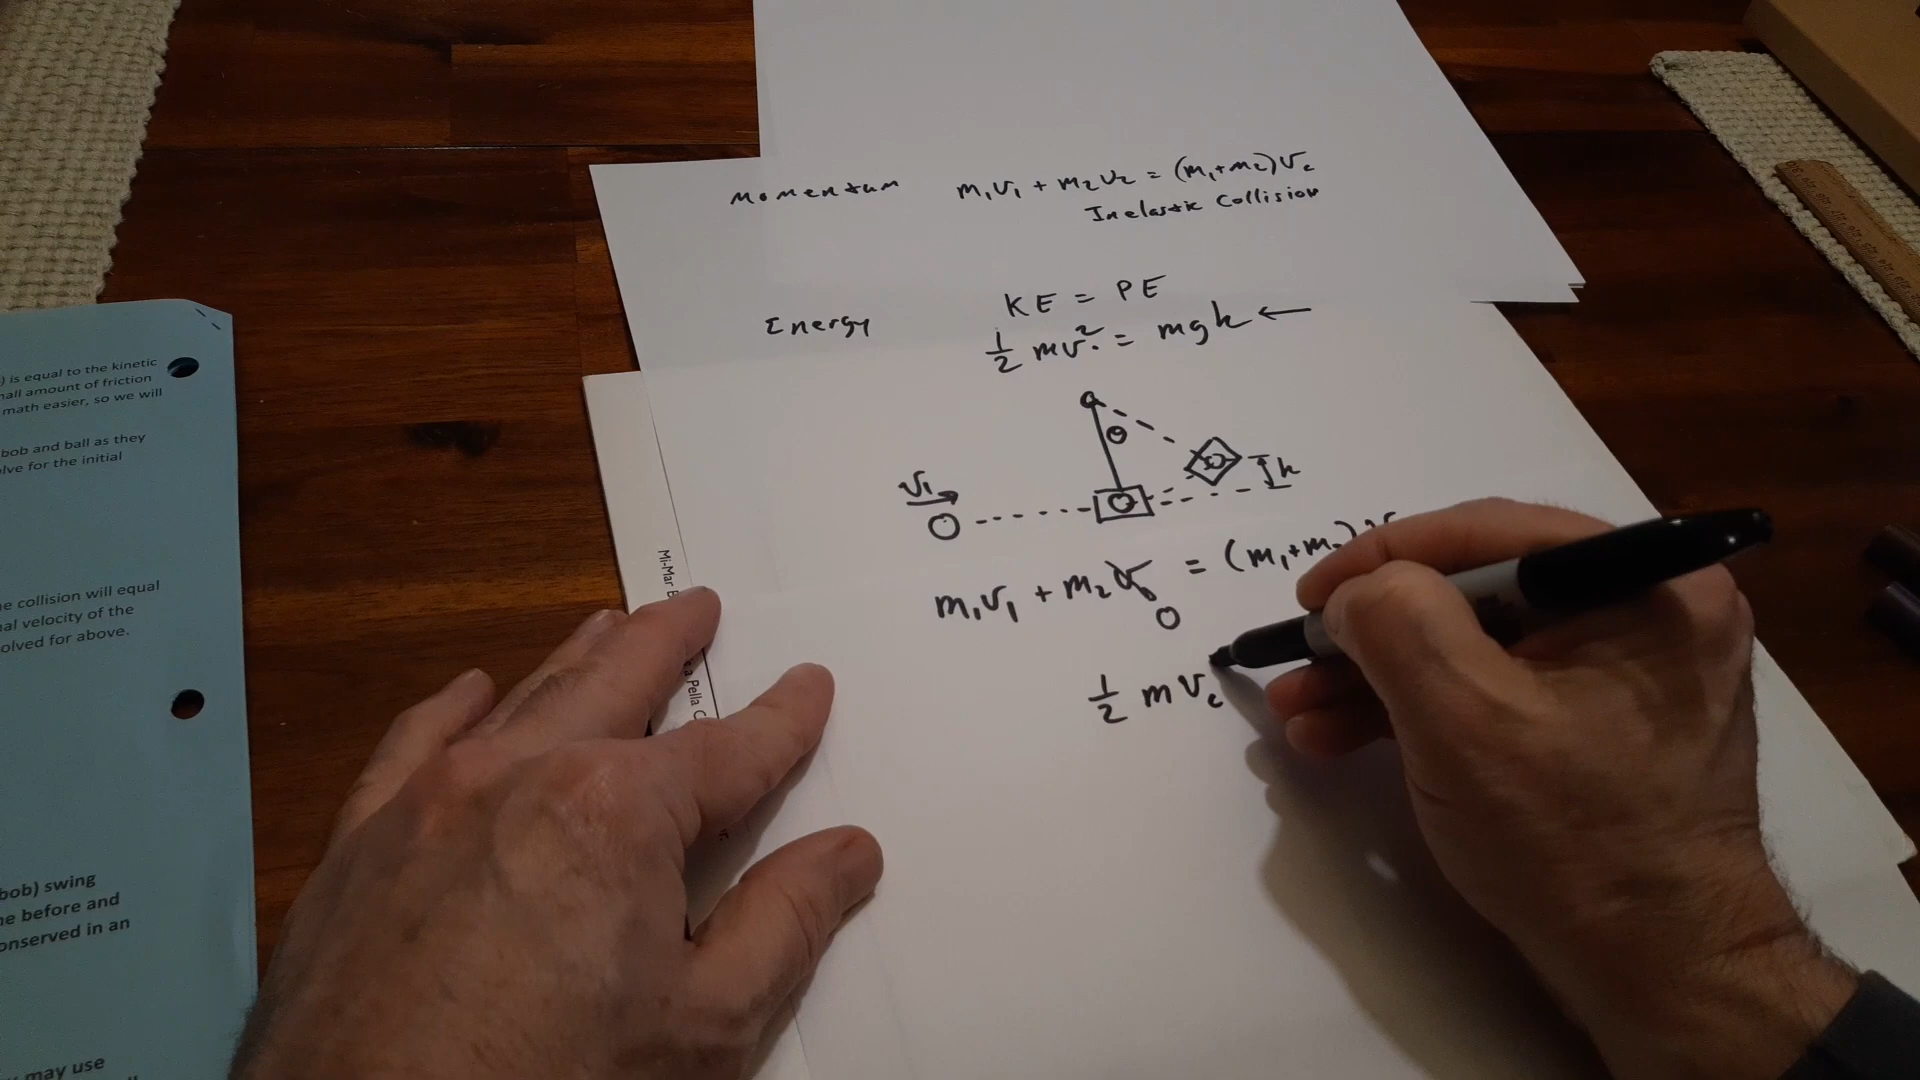 Momentum m₁v₁ + m₂v₂ = (m₁+m₂)v꜀
Inelastic Collision
KE = PE
Energy
½ mv² = mgh ←
θ
v₁
h
m₁v₁ + m₂v₂ = (m₁+m₂)v
0
½ m v꜀
) is equal to the kinetic
all amount of friction
math easier, so we will
bob and ball as they
lve for the initial
e collision will equal
al velocity of the
olved for above.
bob) swing
e before and
onserved in an
may use
Mi-Mar
Pella